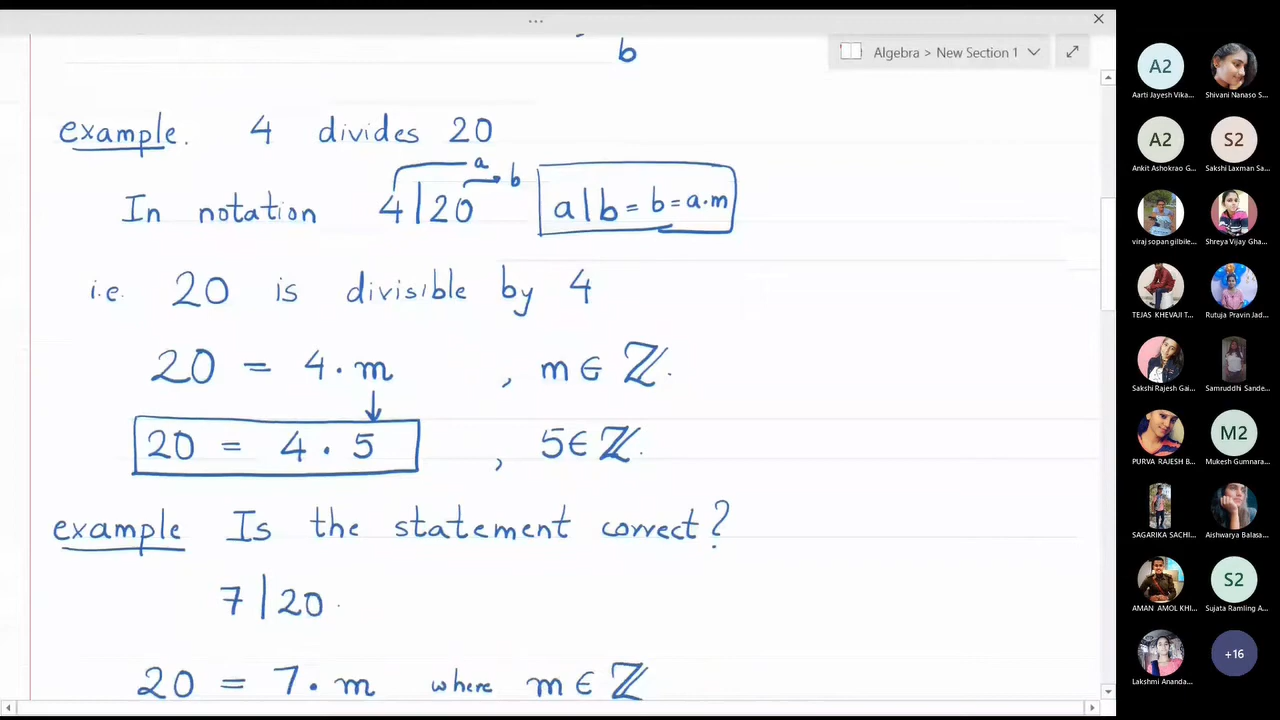 b
Algebra > New Section 1
example. 4 divides 20
a
b
In notation 4|20 a|b = b = a·m
i.e. 20 is divisible by 4
20 = 4·m , m ∈ ℤ.
20 = 4 · 5 , 5 ∈ ℤ.
example Is the statement correct?
7|20.
20 = 7·m where m ∈ ℤ
A2
Aarti Jayesh Vika...
Shivani Nanaso S...
A2
Ankit Ashokrao G...
S2
Sakshi Laxman Sa...
viraj sopan gilbile...
Shreya Vijay Gha...
TEJAS KHEVAJI T...
Rutuja Pravin Jad...
Sakshi Rajesh Gai...
Samruddhi Sande...
PURVA RAJESH B...
M2
Mukesh Gumnara...
SAGARIKA SACHI...
Aishwarya Balasa...
AMAN AMOL KHI...
S2
Sujata Ramling A...
Lakshmi Ananda...
+16